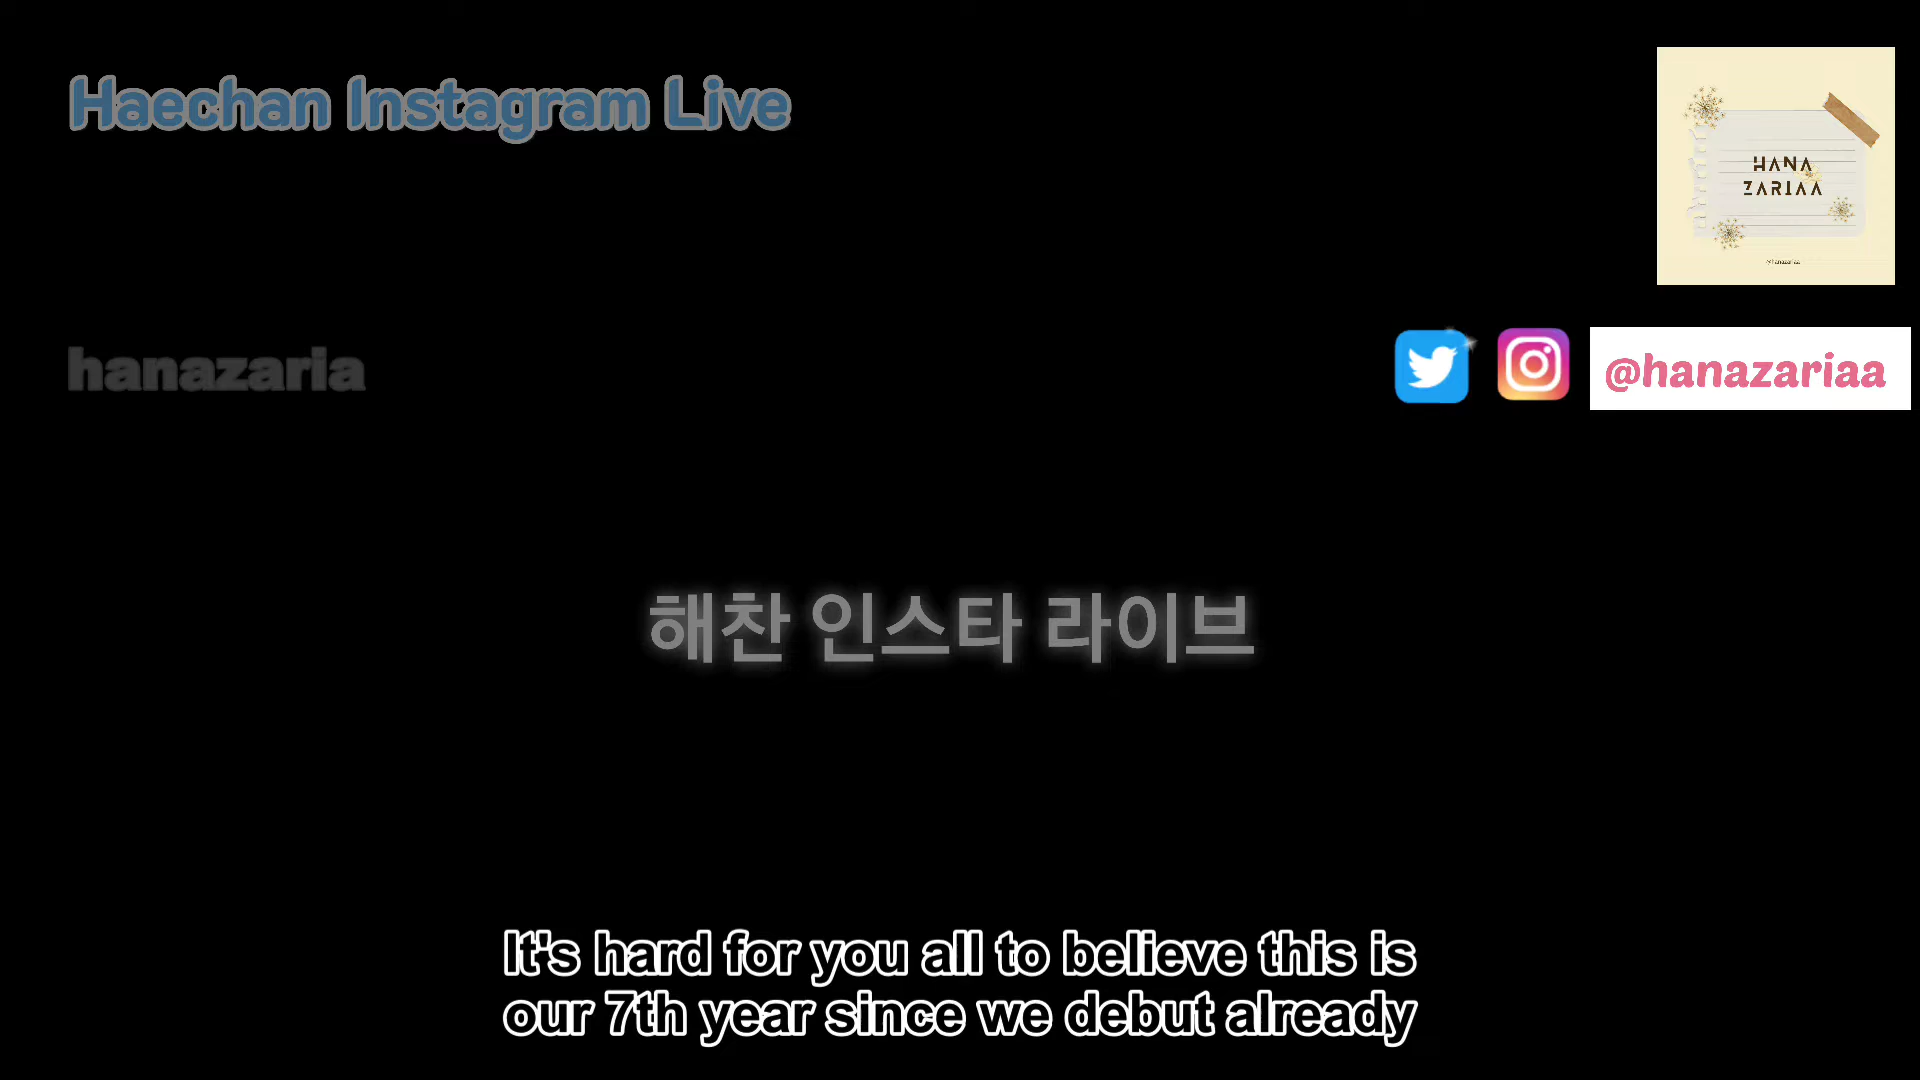 Haechan Instagram Live
HANA
ZARIAA
@hanazariaa
hanazaria
@hanazariaa
해찬 인스타 라이브
It's hard for you all to believe this is
our 7th year since we debut already